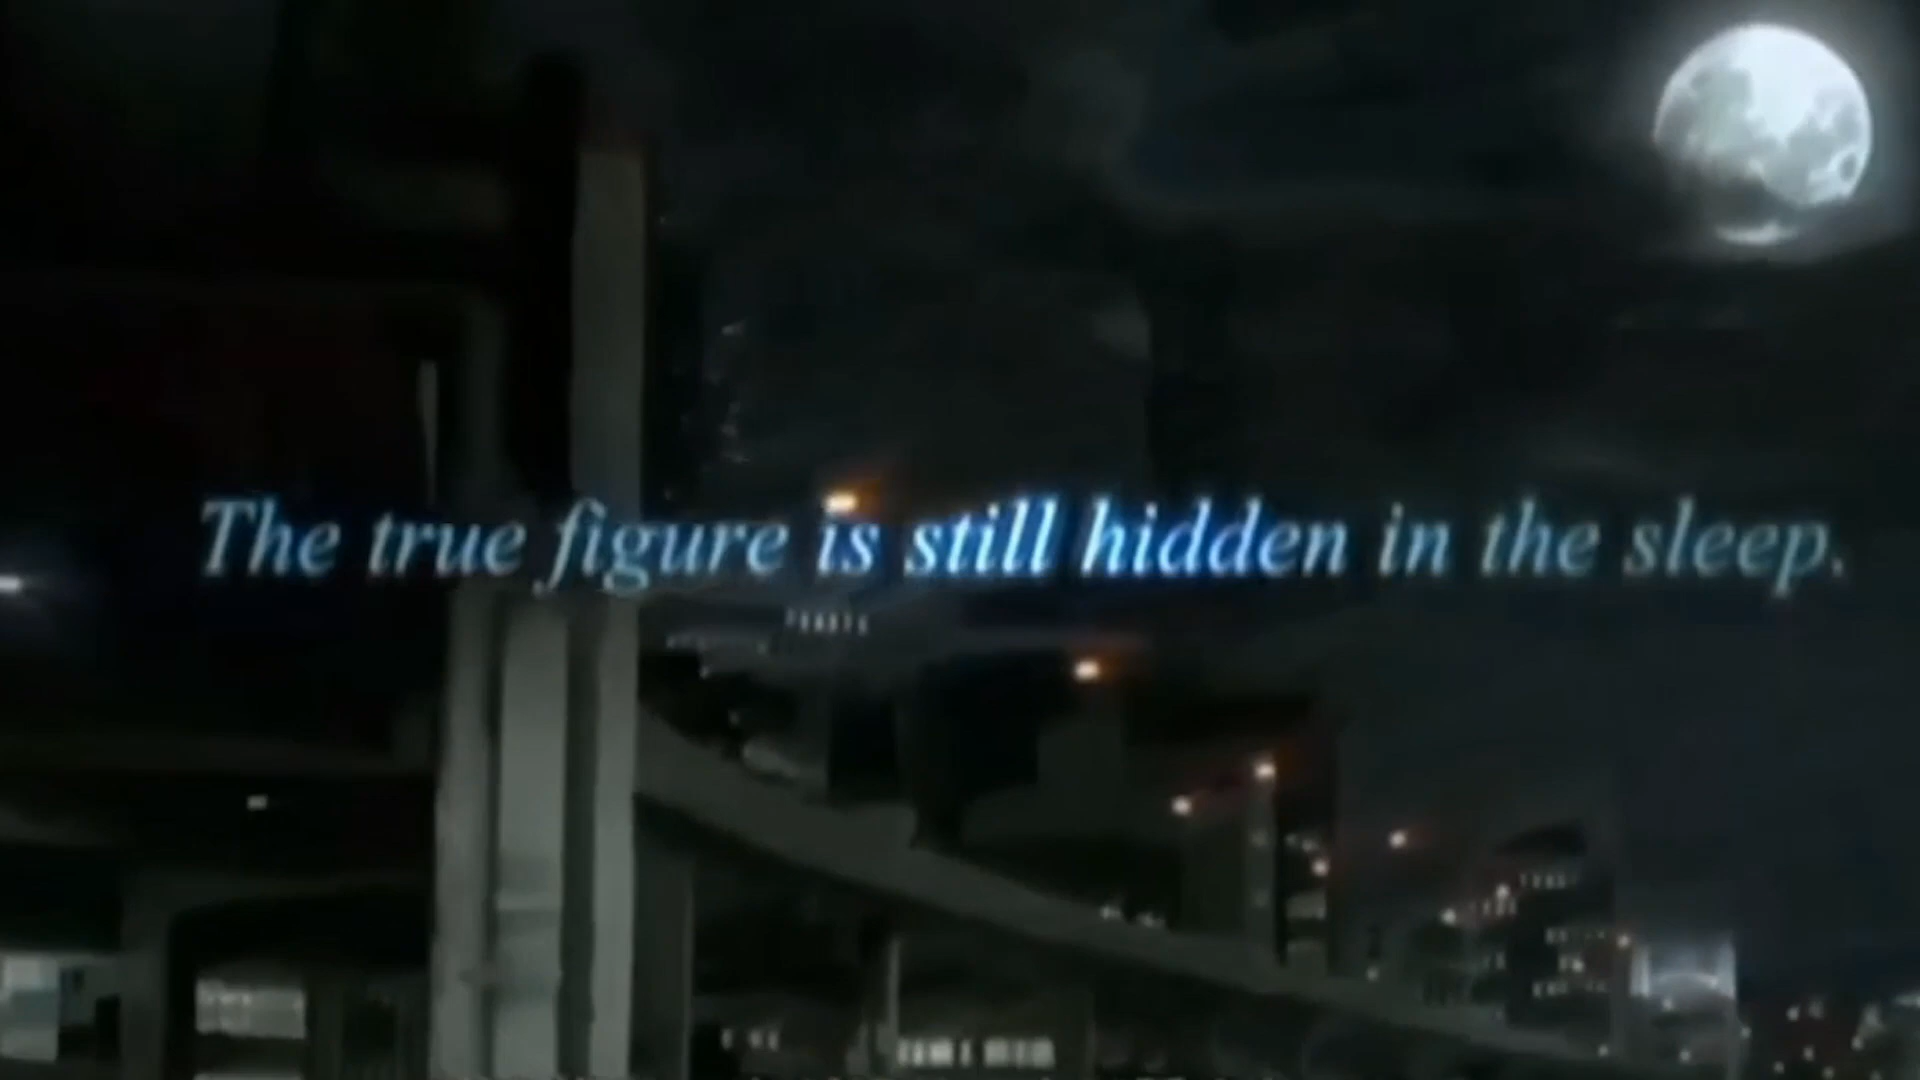 The true figure is still hidden in the sleep.